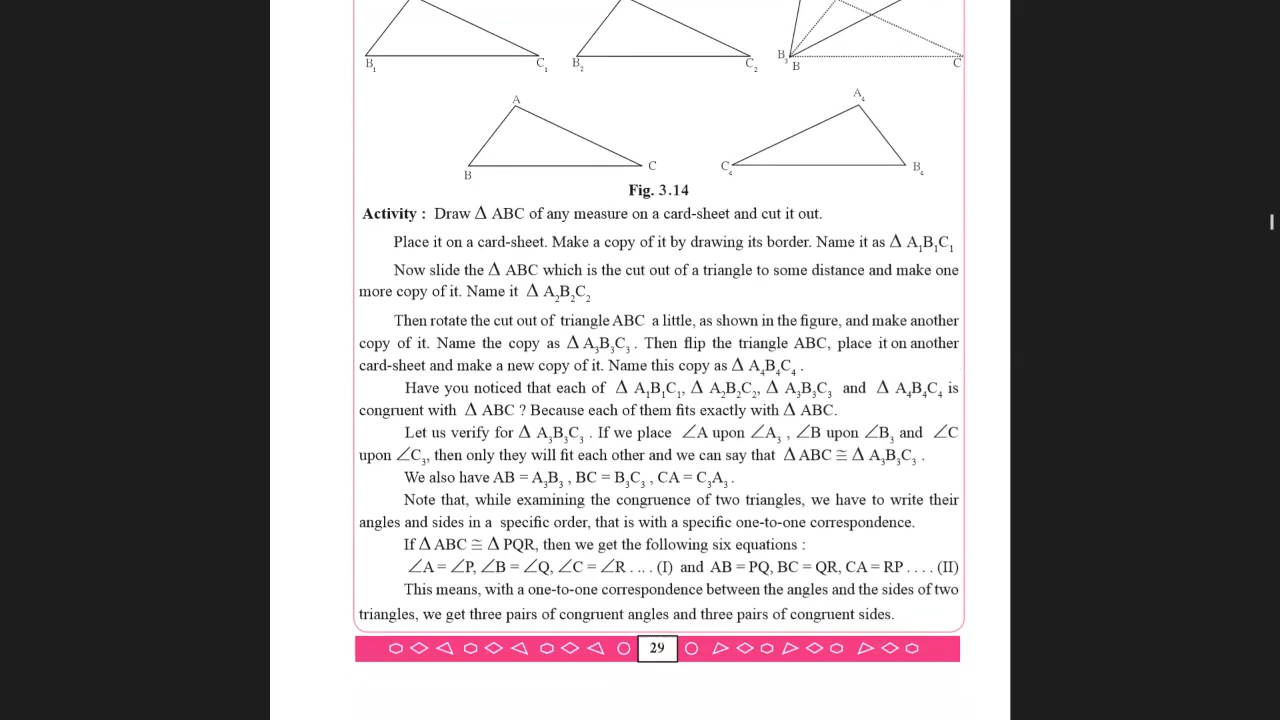 B₁ C₁ B₂ C₂ B₃ B C
A A₄
B C C₄ B₄
Fig. 3.14
Activity : Draw Δ ABC of any measure on a card-sheet and cut it out.
Place it on a card-sheet. Make a copy of it by drawing its border. Name it as Δ A₁B₁C₁
Now slide the Δ ABC which is the cut out of a triangle to some distance and make one
more copy of it. Name it Δ A₂B₂C₂
Then rotate the cut out of triangle ABC a little, as shown in the figure, and make another
copy of it. Name the copy as Δ A₃B₃C₃ . Then flip the triangle ABC, place it on another
card-sheet and make a new copy of it. Name this copy as Δ A₄B₄C₄ .
Have you noticed that each of Δ A₁B₁C₁, Δ A₂B₂C₂, Δ A₃B₃C₃ and Δ A₄B₄C₄ is
congruent with Δ ABC ? Because each of them fits exactly with Δ ABC.
Let us verify for Δ A₃B₃C₃ . If we place ∠A upon ∠A₃ , ∠B upon ∠B₃ and ∠C
upon ∠C₃, then only they will fit each other and we can say that Δ ABC ≅ Δ A₃B₃C₃ .
We also have AB = A₃B₃ , BC = B₃C₃ , CA = C₃A₃ .
Note that, while examining the congruence of two triangles, we have to write their
angles and sides in a specific order, that is with a specific one-to-one correspondence.
If Δ ABC ≅ Δ PQR, then we get the following six equations :
∠A = ∠P, ∠B = ∠Q, ∠C = ∠R . . . . (I) and AB = PQ, BC = QR, CA = RP . . . . (II)
This means, with a one-to-one correspondence between the angles and the sides of two
triangles, we get three pairs of congruent angles and three pairs of congruent sides.
29